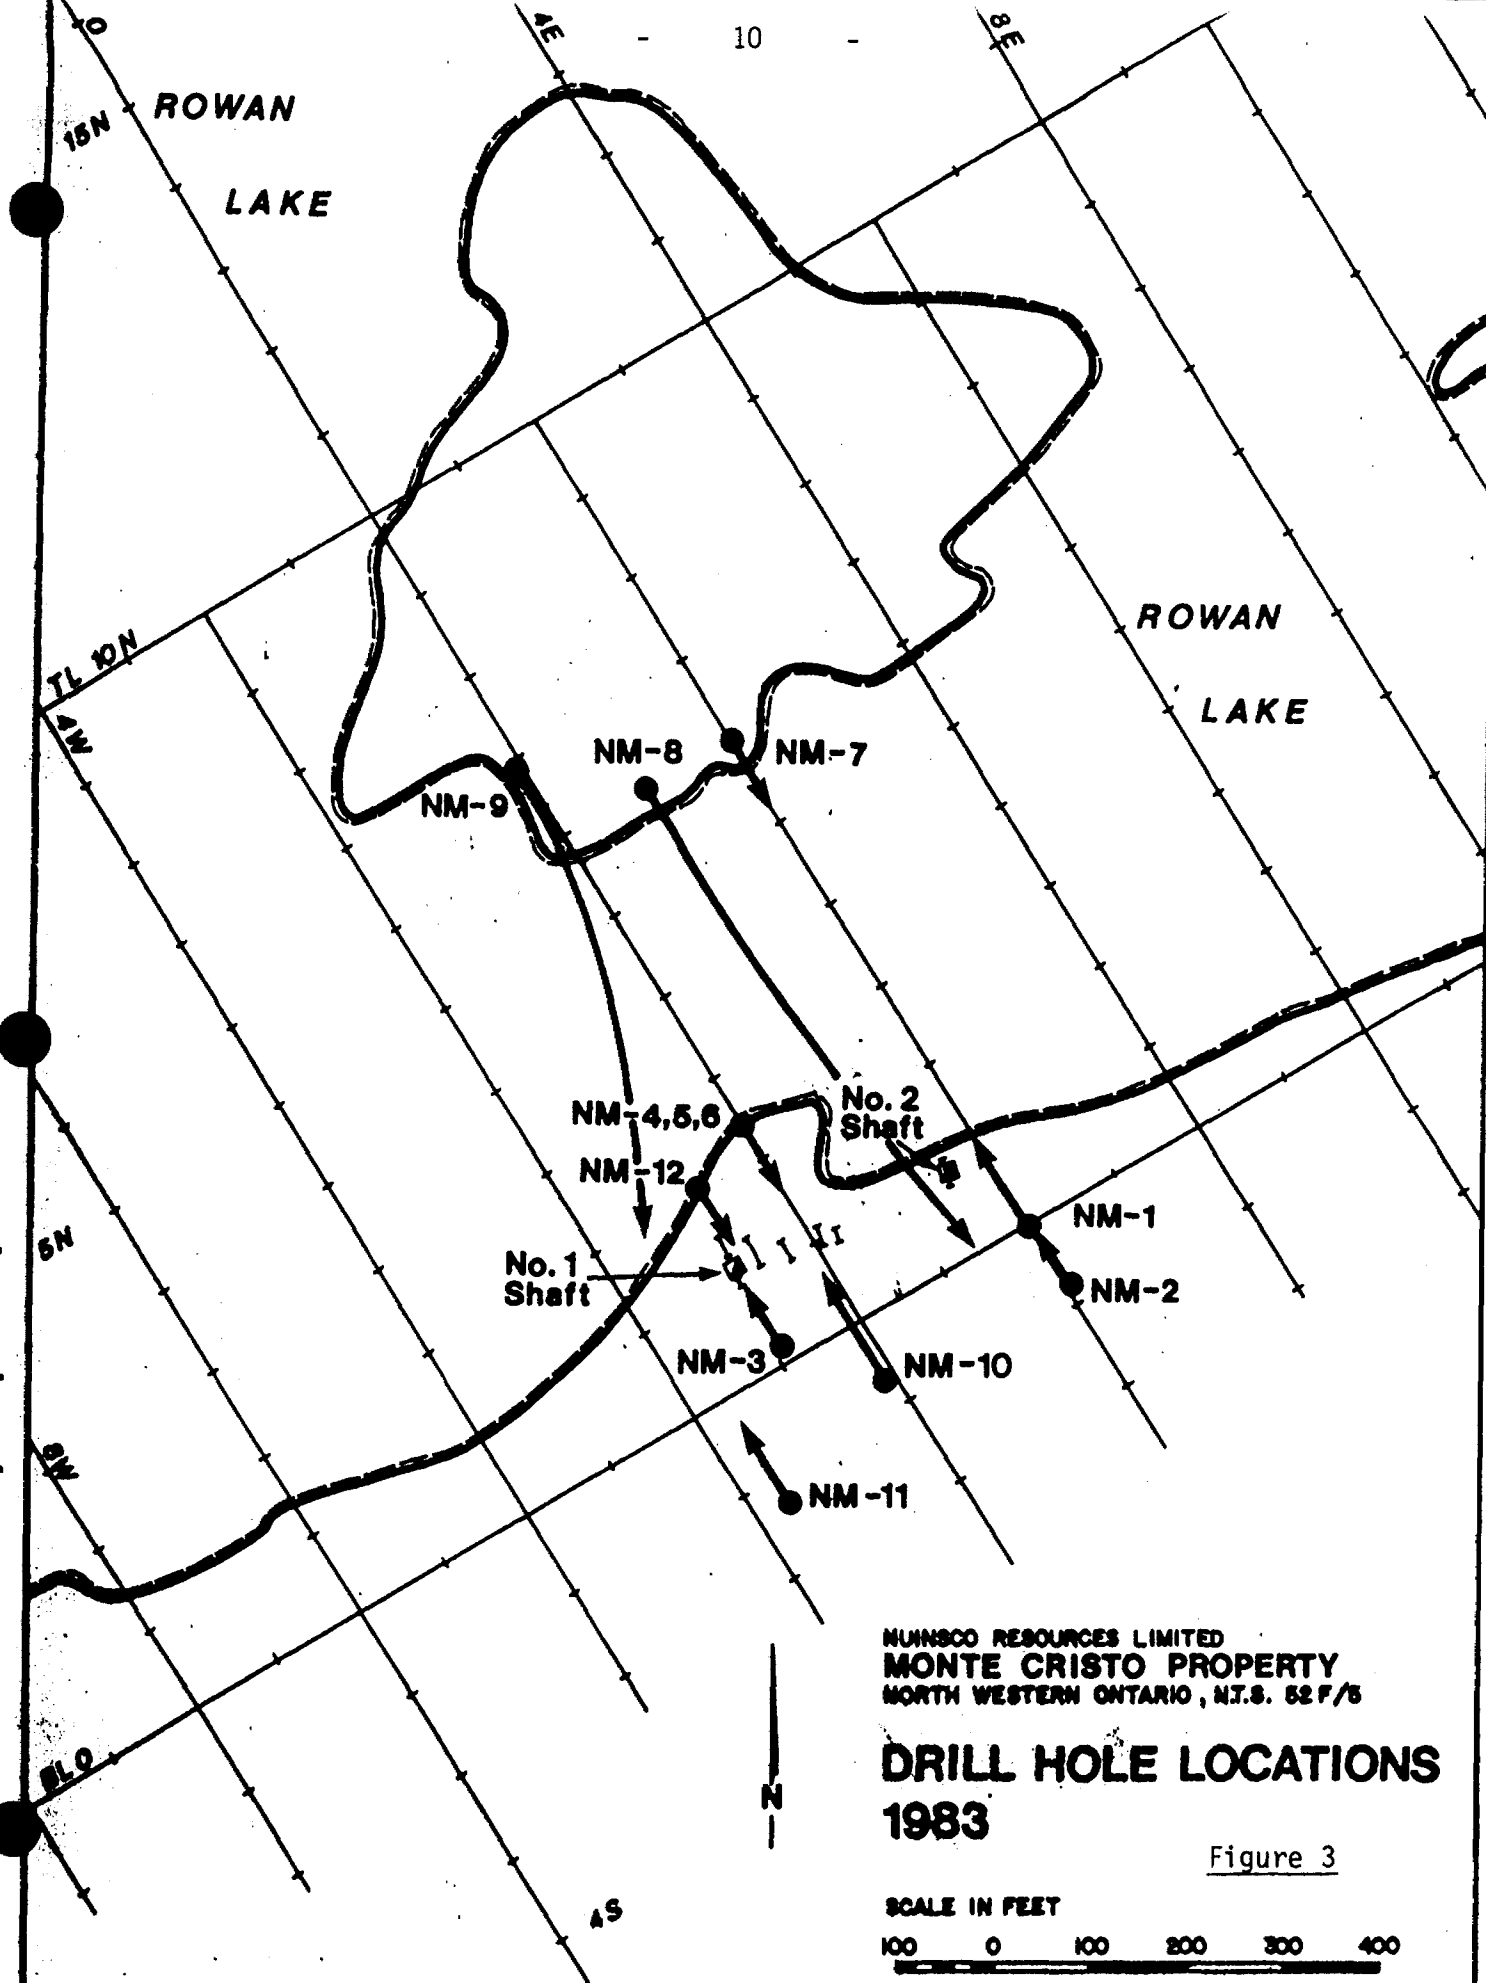 - 10 -
0
4E
8E
ROWAN
15N
LAKE
TL 10N
4W
ROWAN
LAKE
NM-8
NM-7
NM-9
No. 2
Shaft
NM-4,5,6
NM-12
NM-1
5N
No. 1
Shaft
NM-2
NM-3
NM-10
8W
NM-11
BL 0
4S
N
NUINSCO RESOURCES LIMITED
MONTE CRISTO PROPERTY
NORTH WESTERN ONTARIO, N.T.S. 52 F/5
DRILL HOLE LOCATIONS
1983
Figure 3
SCALE IN FEET
100 0 100 200 300 400